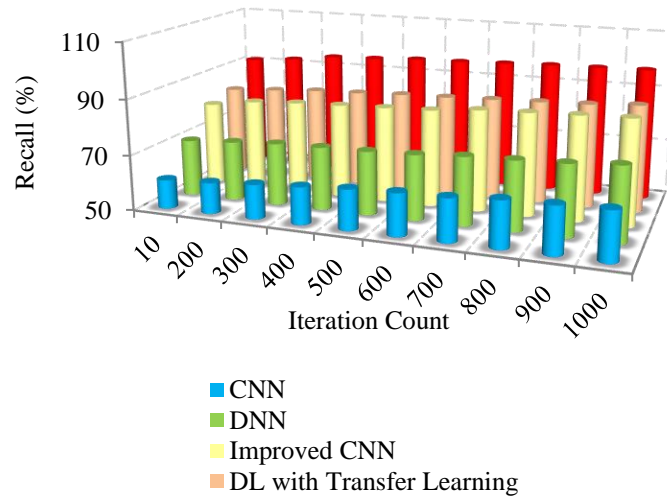 110
90
70
50
Recall (%)
10
200
300
400
500
600
700
800
900
1000
Iteration Count
CNN
DNN
Improved CNN
DL with Transfer Learning